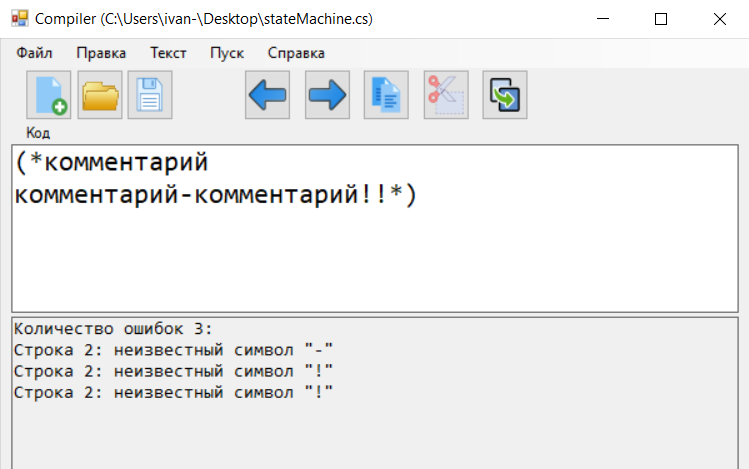 Compiler (C:\Users\ivan-\Desktop\stateMachine.cs)
Файл Правка Текст Пуск Справка
Код
(*комментарий
комментарий-комментарий!!*)
Количество ошибок 3:
Строка 2: неизвестный символ "-"
Строка 2: неизвестный символ "!"
Строка 2: неизвестный символ "!"